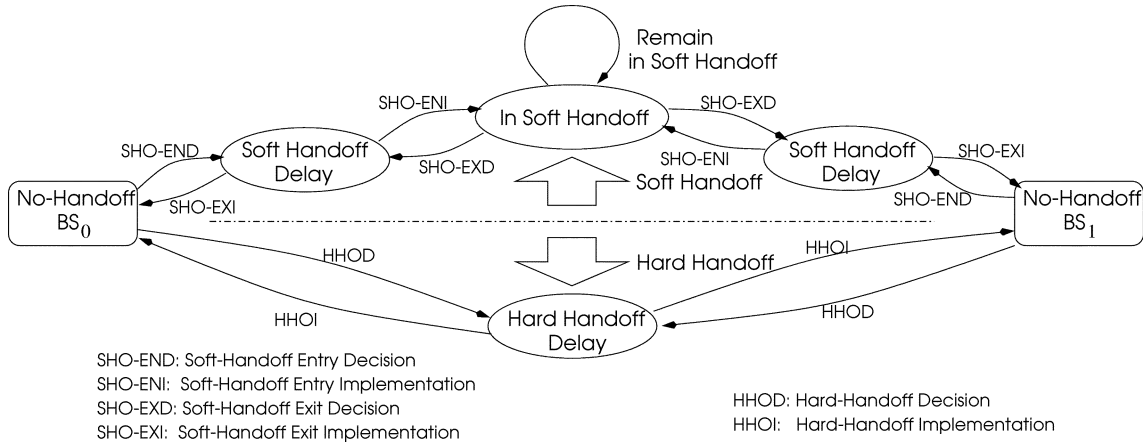 Remain
in Soft Handoff
SHO-ENI
In Soft Handoff
SHO-EXD
SHO-END
Soft Handoff
Delay
SHO-EXD
SHO-ENI
Soft Handoff
Soft Handoff
Delay
SHO-EXI
No-Handoff
BS0
SHO-EXI
SHO-END
No-Handoff
BS1
HHOD
Hard Handoff
HHOI
HHOI
Hard Handoff
Delay
HHOD
SHO-END: Soft-Handoff Entry Decision
SHO-ENI: Soft-Handoff Entry Implementation
SHO-EXD: Soft-Handoff Exit Decision
SHO-EXI: Soft-Handoff Exit Implementation
HHOD: Hard-Handoff Decision
HHOI: Hard-Handoff Implementation